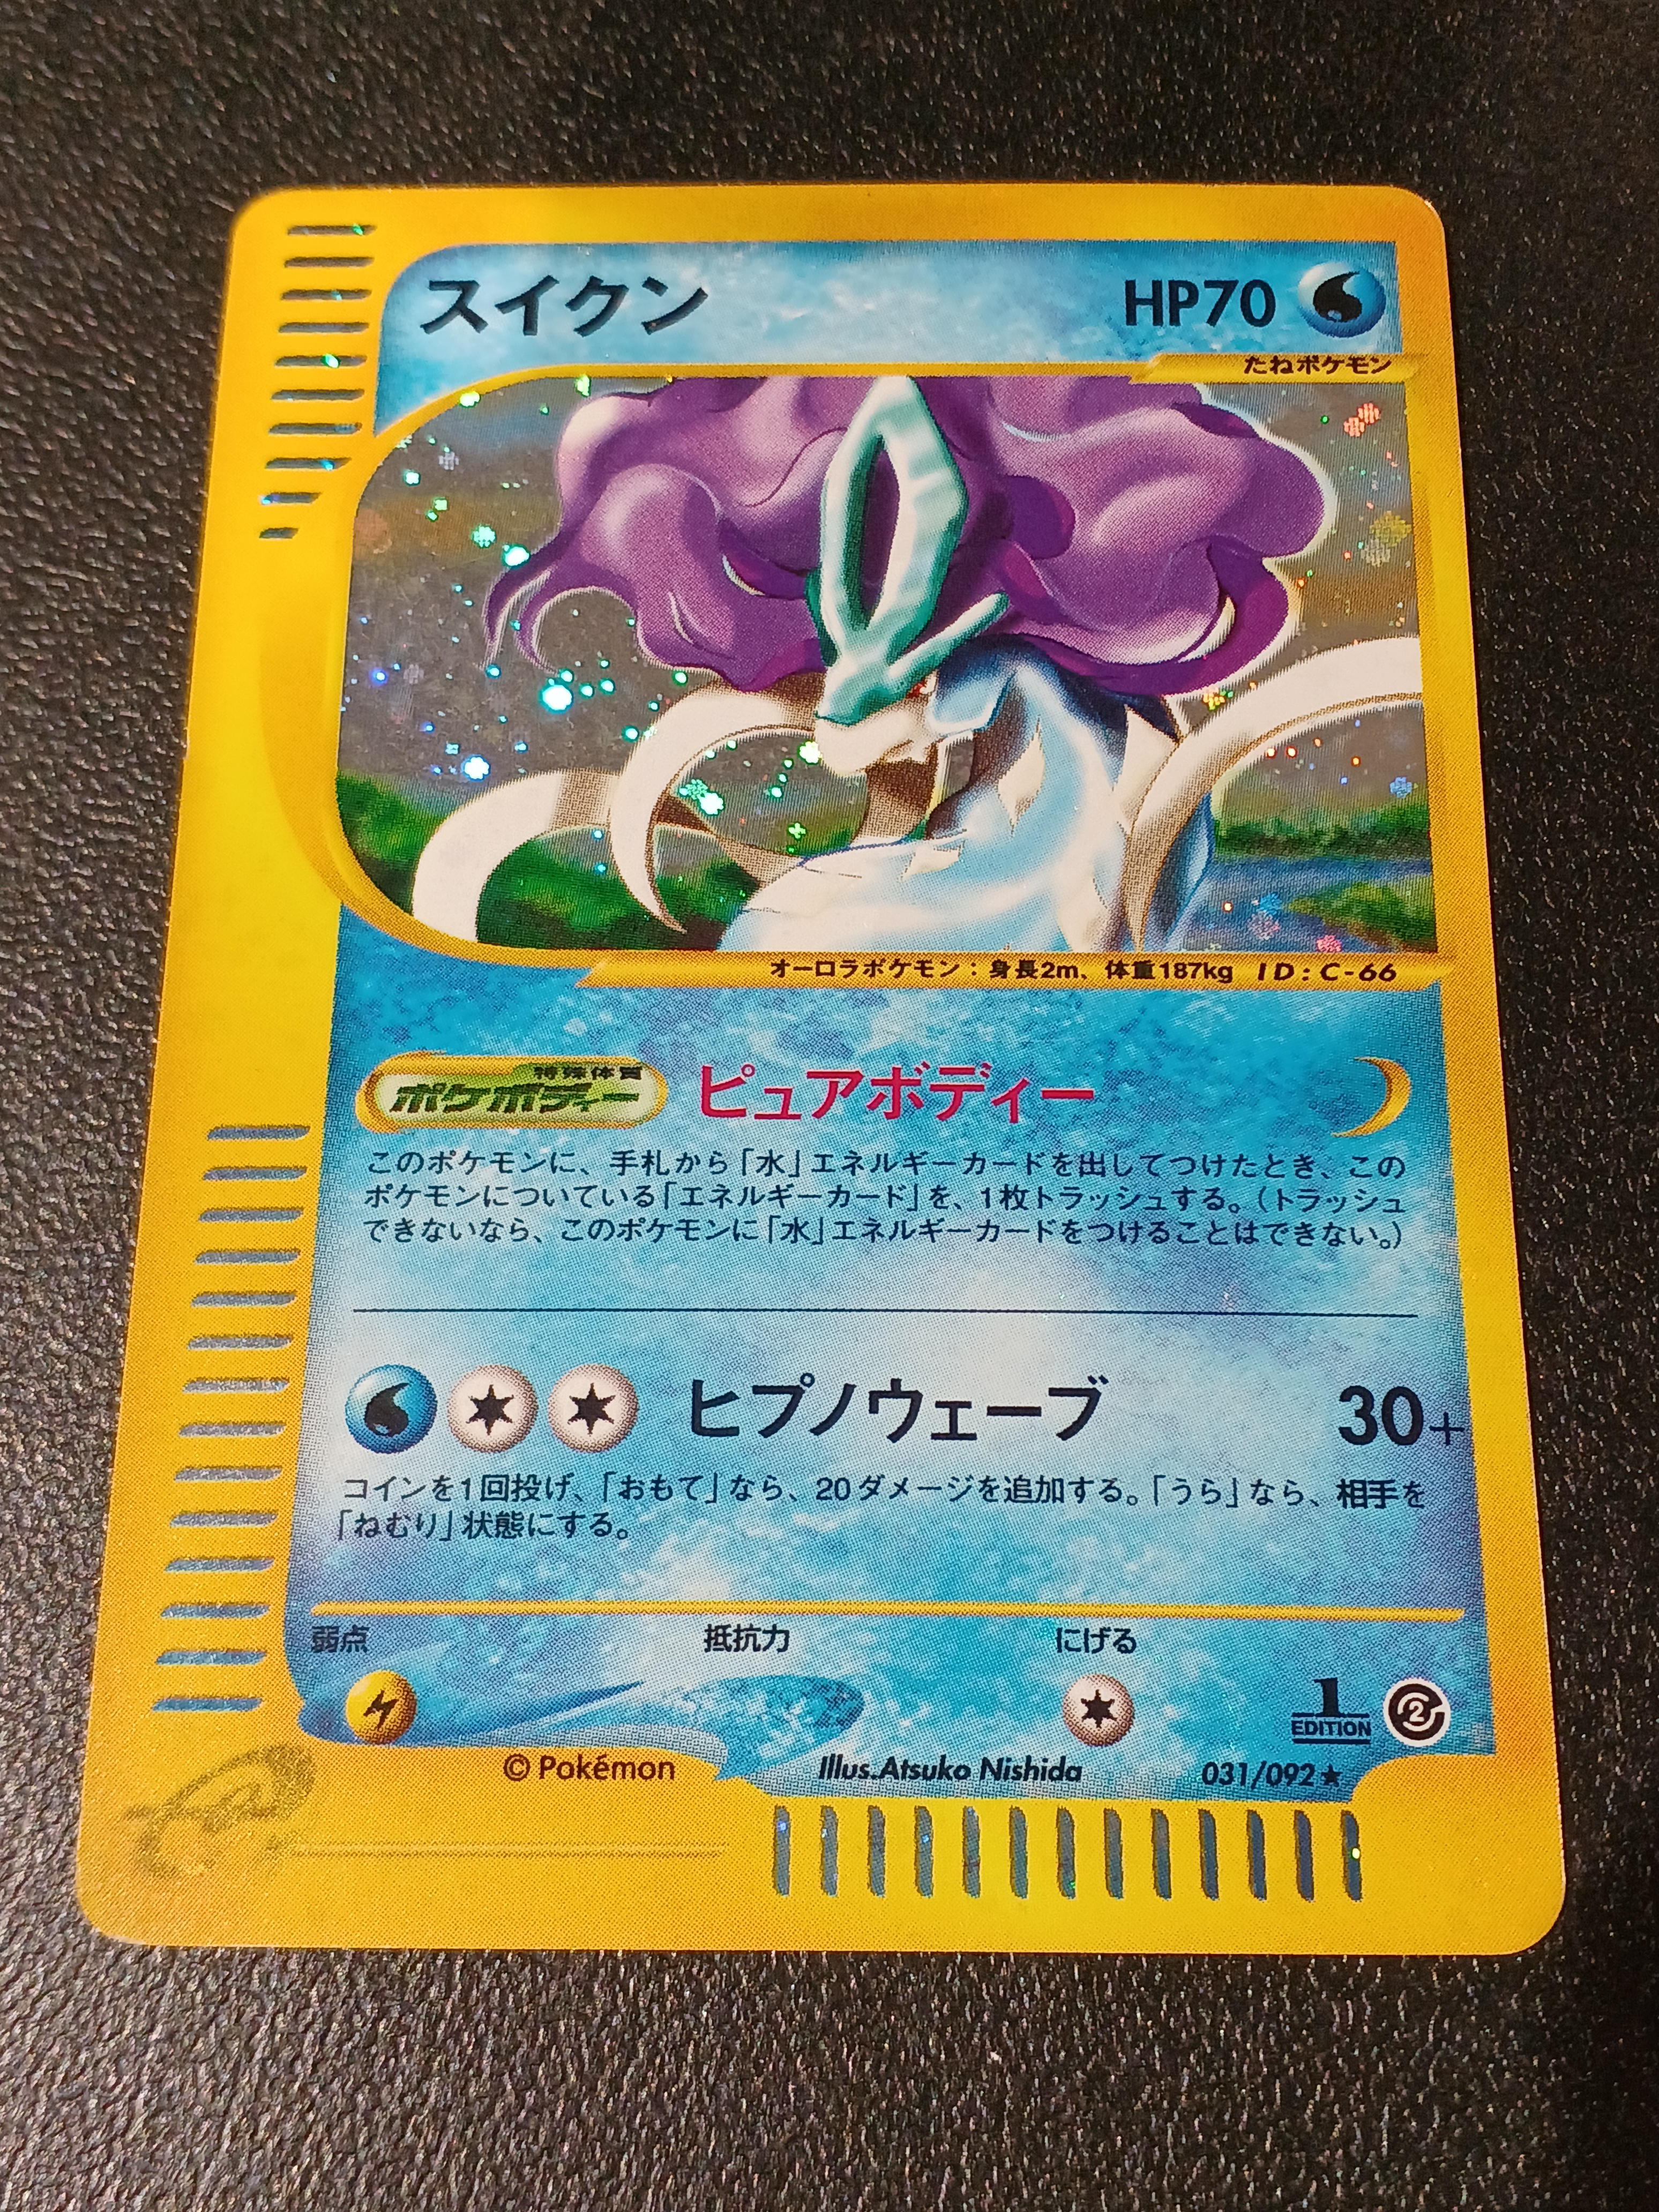 スイクン HP70
たねポケモン
オーロラポケモン：身長2m、体重187kg ID:C-66
特殊体質
ポケボディー ピュアボディー
このポケモンに、手札から「水」エネルギーカードを出してつけたとき、この
ポケモンについている「エネルギーカード」を、1枚トラッシュする。（トラッシュ
できないなら、このポケモンに「水」エネルギーカードをつけることはできない。）
ヒプノウェーブ 30+
コインを1回投げ、「おもて」なら、20ダメージを追加する。「うら」なら、相手を
「ねむり」状態にする。
弱点 抵抗力 にげる
1
EDITION
2
© Pokémon Illus.Atsuko Nishida 031/092★
e